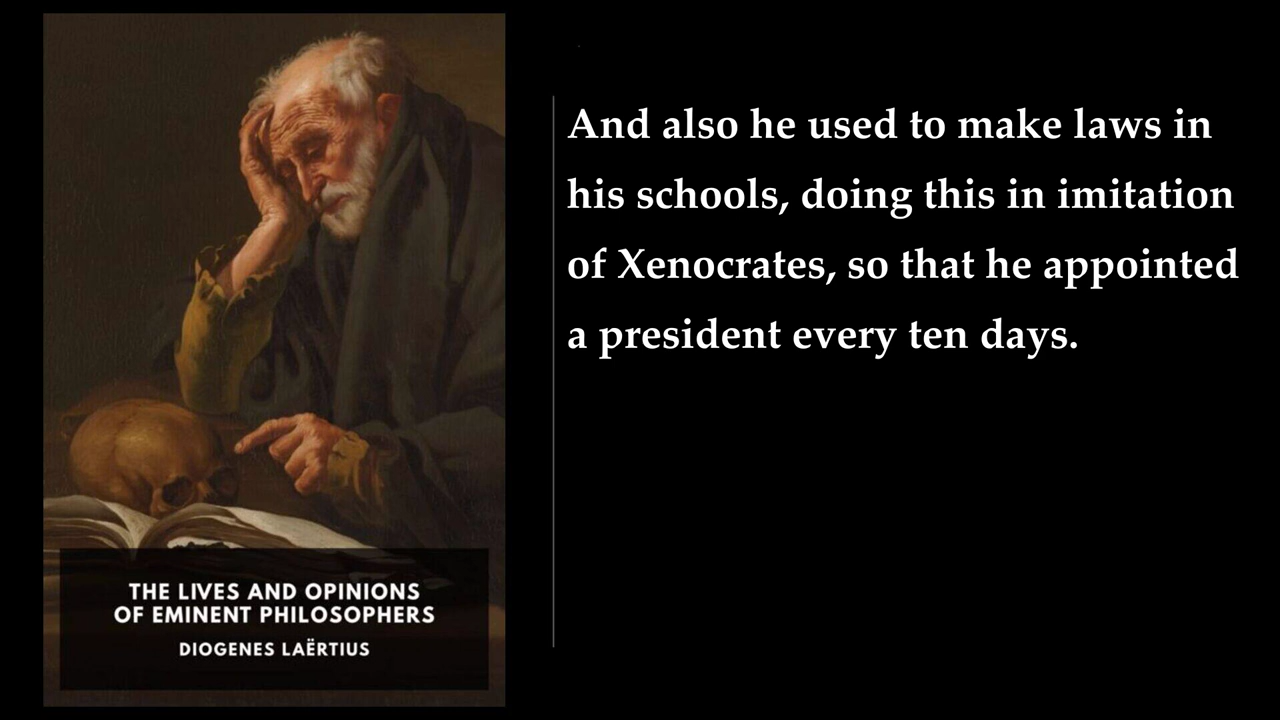 And also he used to make laws in
his schools, doing this in imitation
of Xenocrates, so that he appointed
a president every ten days.
THE LIVES AND OPINIONS
OF EMINENT PHILOSOPHERS
DIOGENES LAËRTIUS